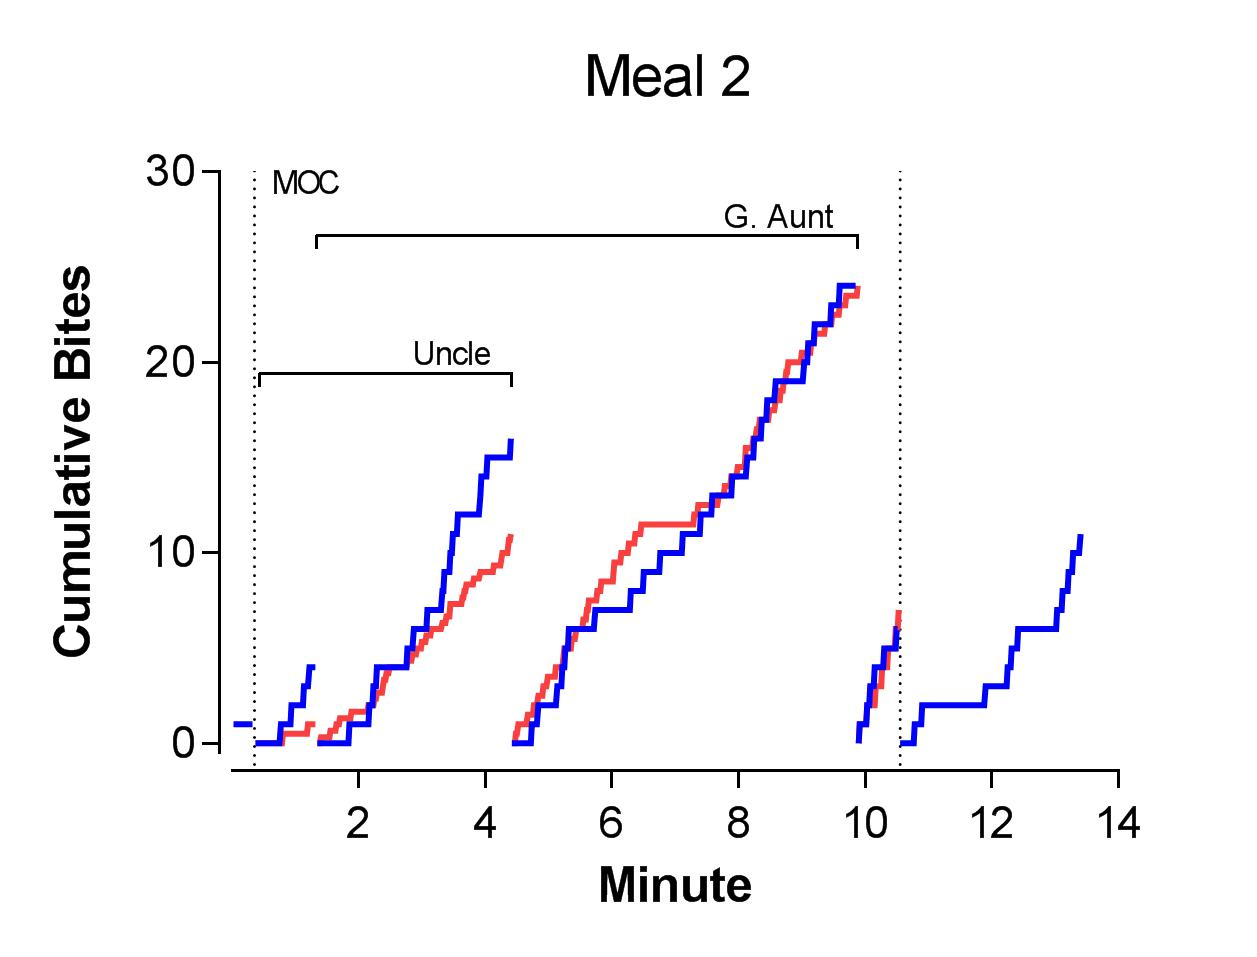 Meal 2
30
MOC
G. Aunt
20
Uncle
10
0
2 4 6 8 10 12 14
Minute
Cumulative Bites